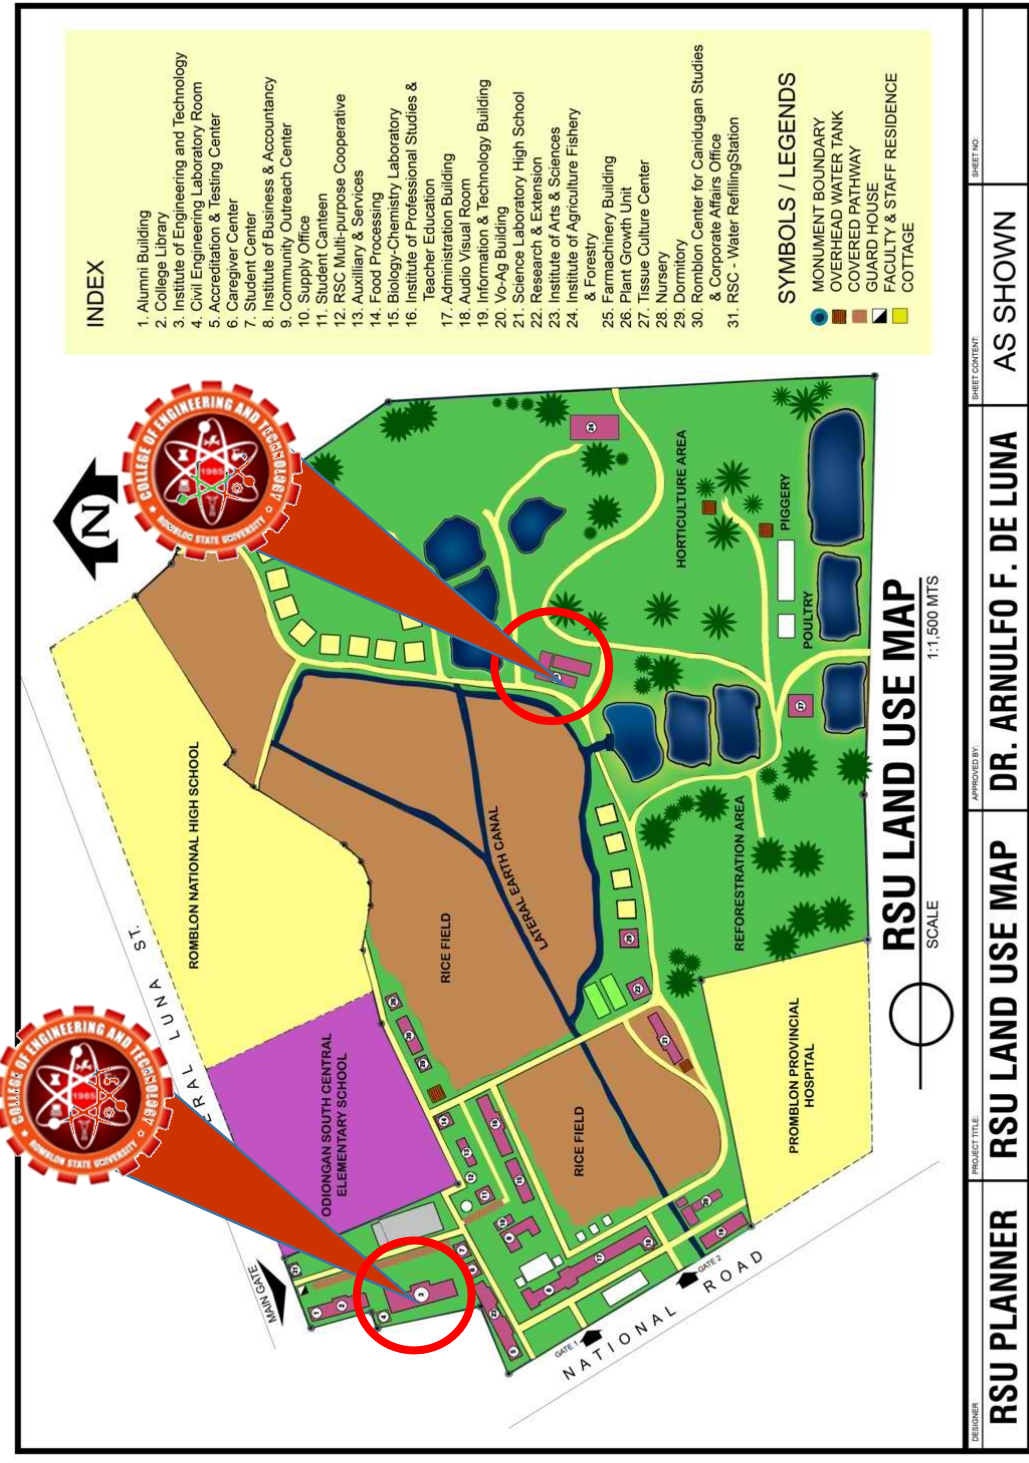 INDEX
1. Alumni Building
2. College Library
3. Institute of Engineering and Technology
4. Civil Engineering Laboratory Room
5. Accreditation & Testing Center
6. Caregiver Center
7. Student Center
8. Institute of Business & Accountancy
9. Community Outreach Center
10. Supply Office
11. Student Canteen
12. RSC Multi-purpose Cooperative
13. Auxilliary & Services
14. Food Processing
15. Biology-Chemistry Laboratory
16. Institute of Professional Studies &
Teacher Education
17. Administration Building
18. Audio Visual Room
19. Information & Technology Building
20. Vo-Ag Building
21. Science Laboratory High School
22. Research & Extension
23. Institute of Arts & Sciences
24. Institute of Agriculture Fishery
& Forestry
25. Farmachinery Building
26. Plant Growth Unit
27. Tissue Culture Center
28. Nursery
29. Dormitory
30. Romblon Center for Canidugan Studies
& Corporate Affairs Office
31. RSC - Water RefillingStation
SYMBOLS / LEGENDS
MONUMENT BOUNDARY
OVERHEAD WATER TANK
COVERED PATHWAY
GUARD HOUSE
FACULTY & STAFF RESIDENCE
COTTAGE
N
COLLEGE OF ENGINEERING AND TECHNOLOGY
1985
ROMBLON STATE UNIVERSITY
COLLEGE OF ENGINEERING AND TECHNOLOGY
1985
ROMBLON STATE UNIVERSITY
ERAL LUNA ST.
MAIN GATE
ROMBLON NATIONAL HIGH SCHOOL
ODIONGAN SOUTH CENTRAL
ELEMENTARY SCHOOL
RICE FIELD
LATERAL EARTH CANAL
RICE FIELD
HORTICULTURE AREA
PIGGERY
POULTRY
REFORESTRATION AREA
PROMBLON PROVINCIAL
HOSPITAL
GATE 1
GATE 2
NATIONAL ROAD
RSU LAND USE MAP
SCALE
1:1,500 MTS
DESIGNER
RSU PLANNER
PROJECT TITLE:
RSU LAND USE MAP
APPROVED BY:
DR. ARNULFO F. DE LUNA
SHEET CONTENT:
AS SHOWN
SHEET NO: